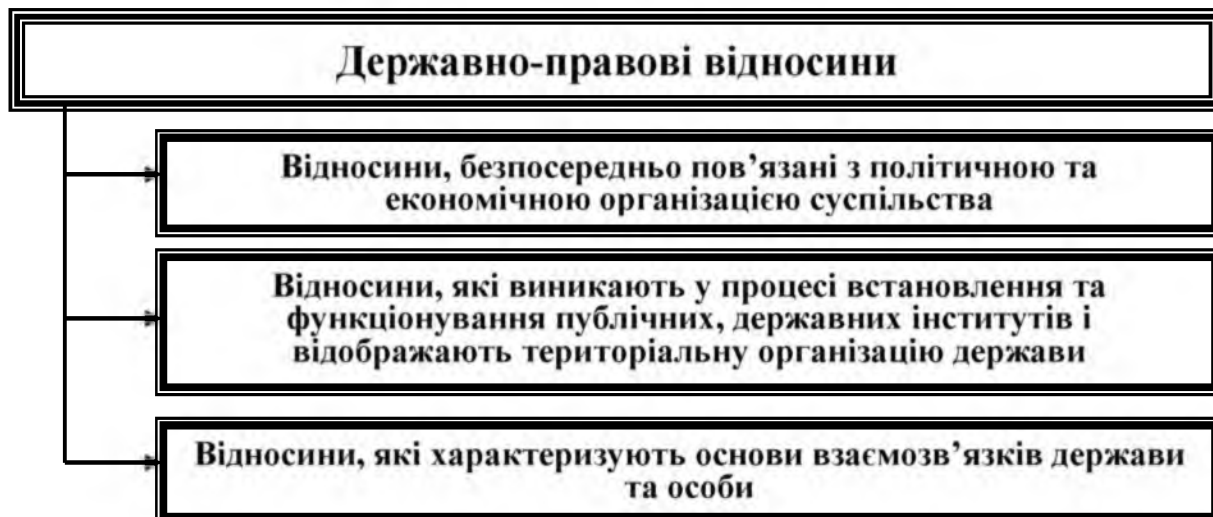 Державно-правові відносини
Відносини, безпосередньо пов’язані з політичною та
економічною організацією суспільства
Відносини, які виникають у процесі встановлення та
функціонування публічних, державних інститутів і
відображають територіальну організацію держави
Відносини, які характеризують основи взаємозв’язків держави
та особи